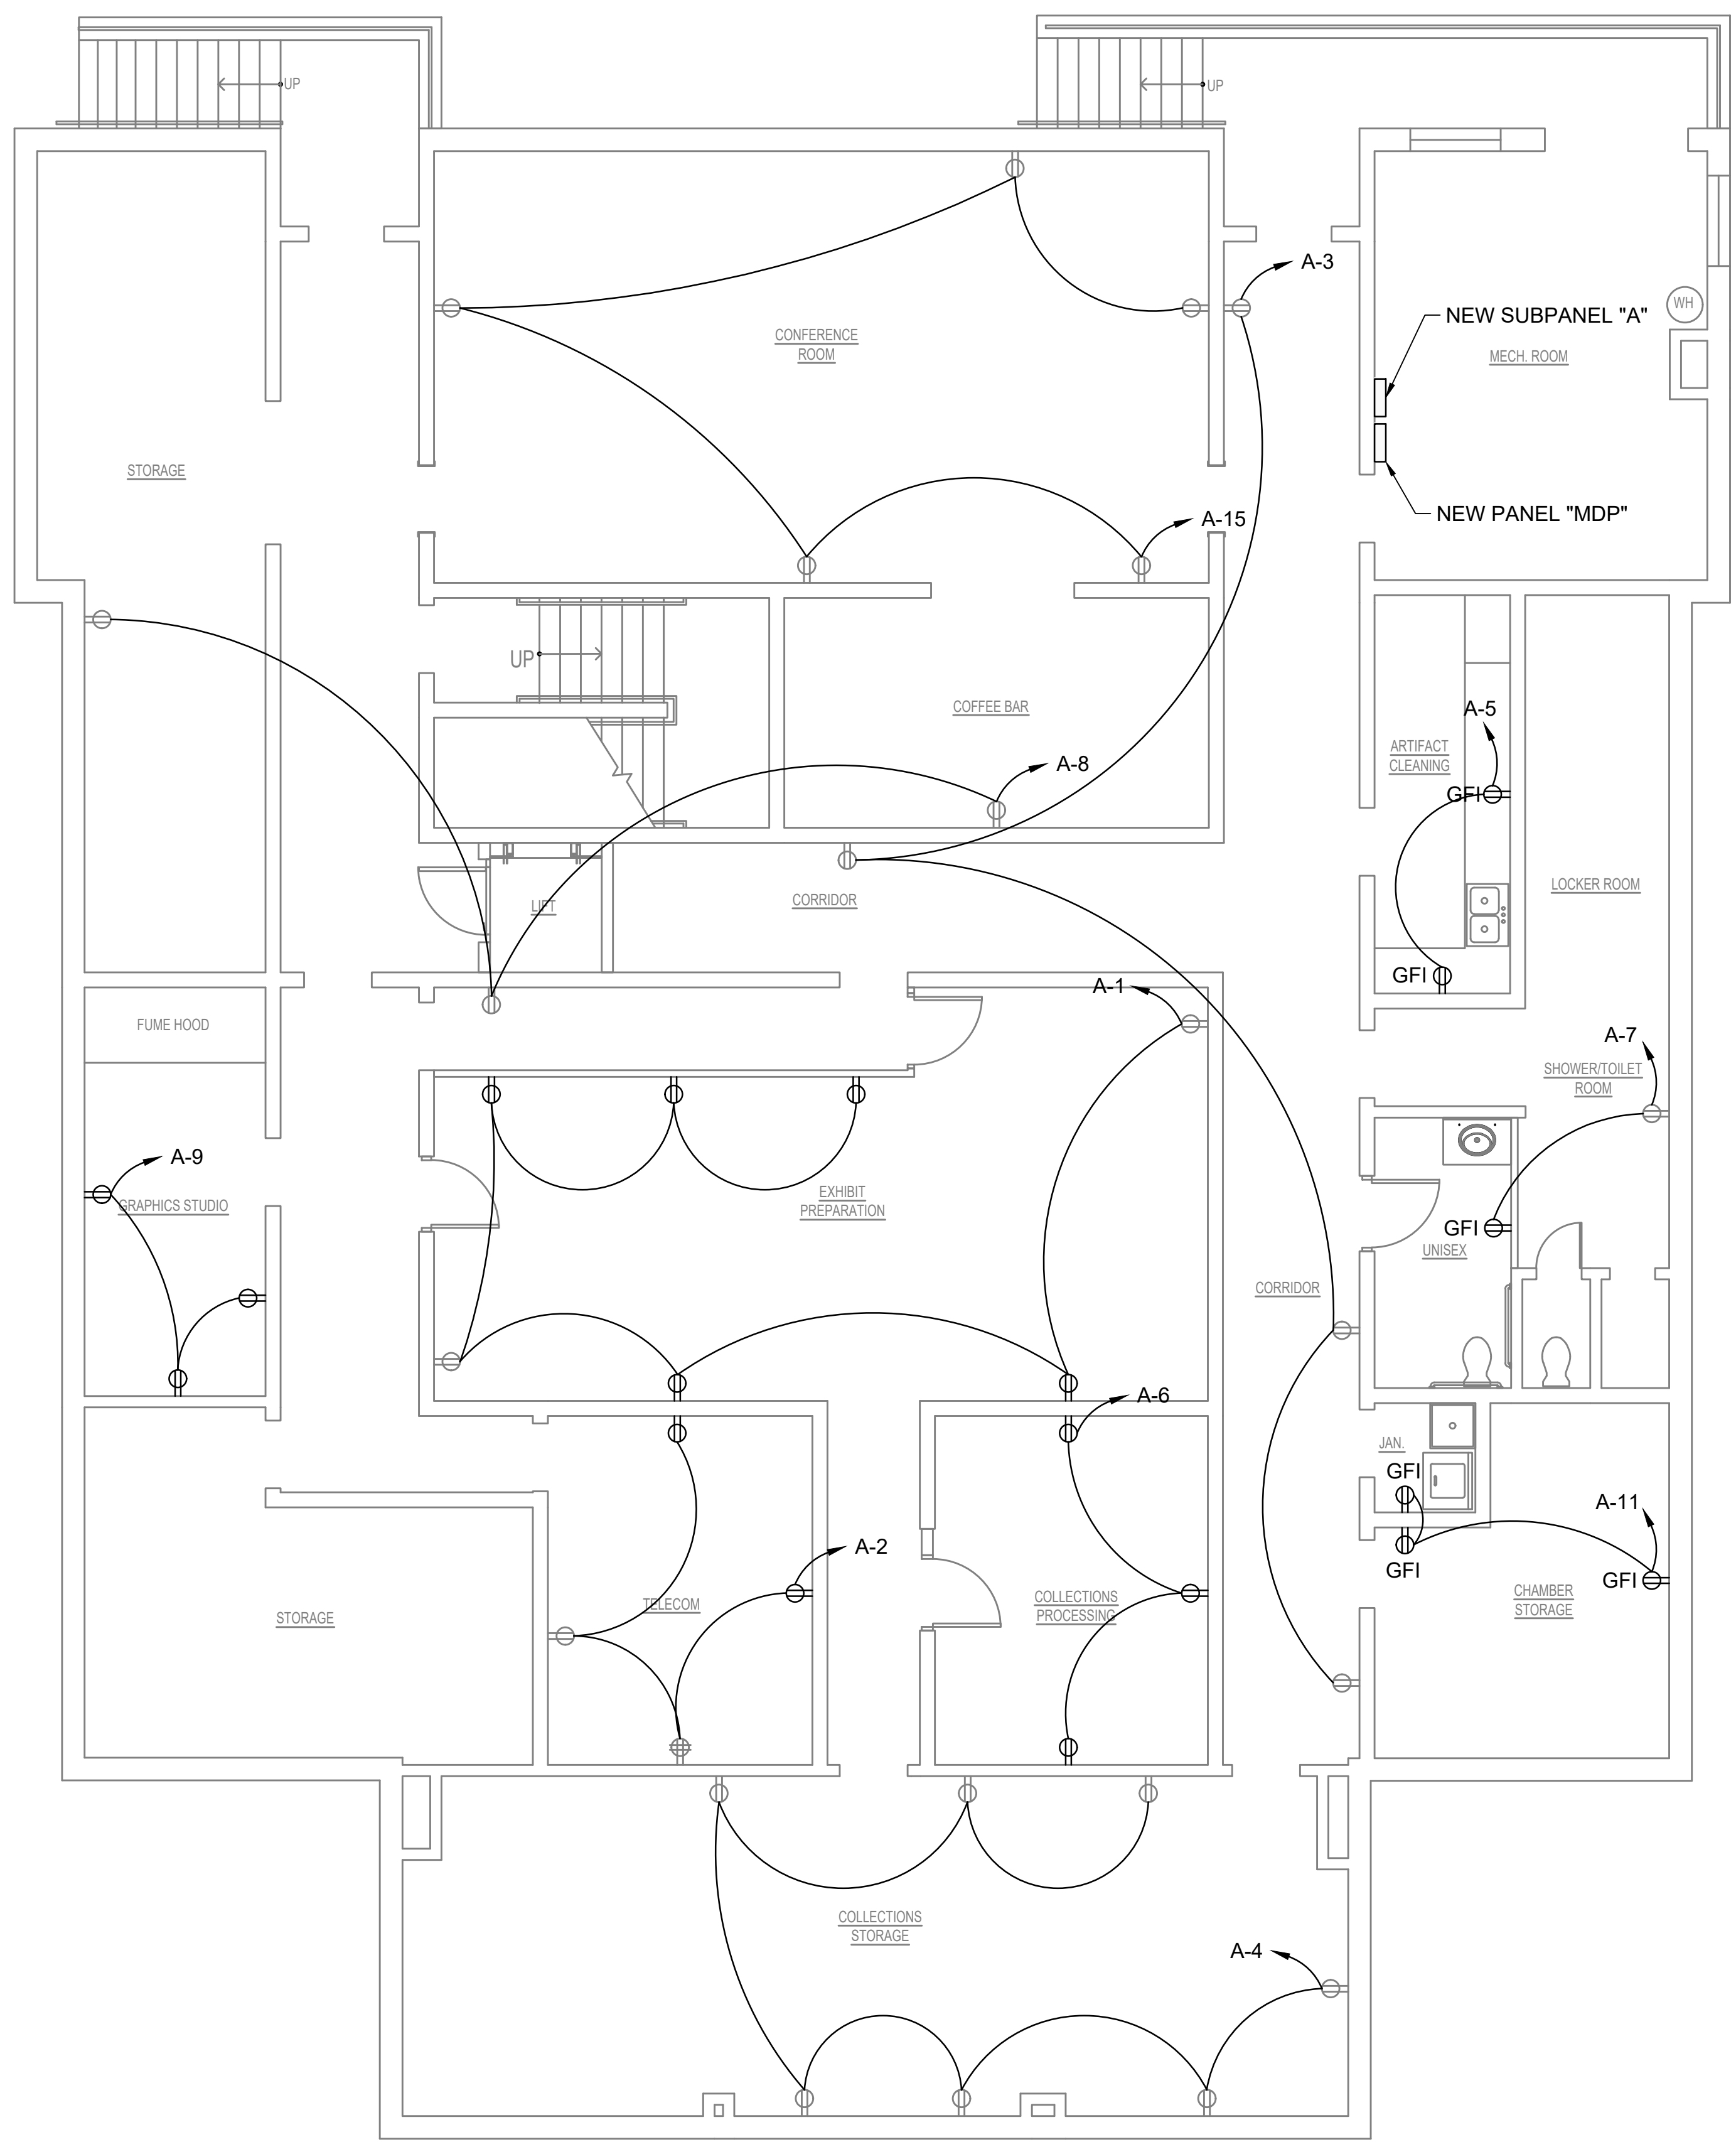 UP
UP
A-3
NEW SUBPANEL "A"
WH
CONFERENCE
ROOM
MECH. ROOM
STORAGE
NEW PANEL "MDP"
A-15
UP
COFFEE BAR
A-5
ARTIFACT
CLEANING
A-8
GFI
LOCKER ROOM
LIFT
CORRIDOR
GFI
A-1
FUME HOOD
A-7
SHOWER/TOILET
ROOM
A-9
GRAPHICS STUDIO
EXHIBIT
PREPARATION
GFI
UNISEX
CORRIDOR
A-6
JAN.
GFI
A-11
A-2
GFI
GFI
CHAMBER
STORAGE
TELECOM
COLLECTIONS
PROCESSING
STORAGE
COLLECTIONS
STORAGE
A-4